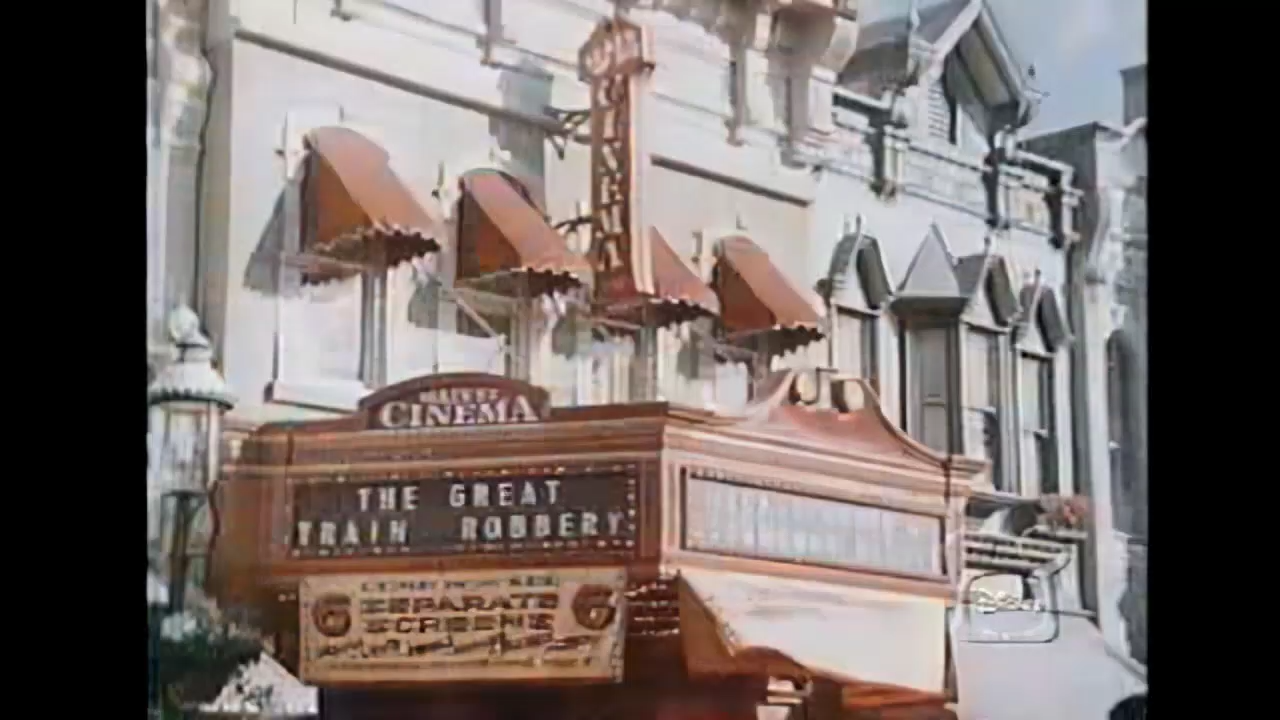 CINEMA
CINEMA
THE GREAT
TRAIN ROBBERY
6 SEPARATE 6
SCREENS